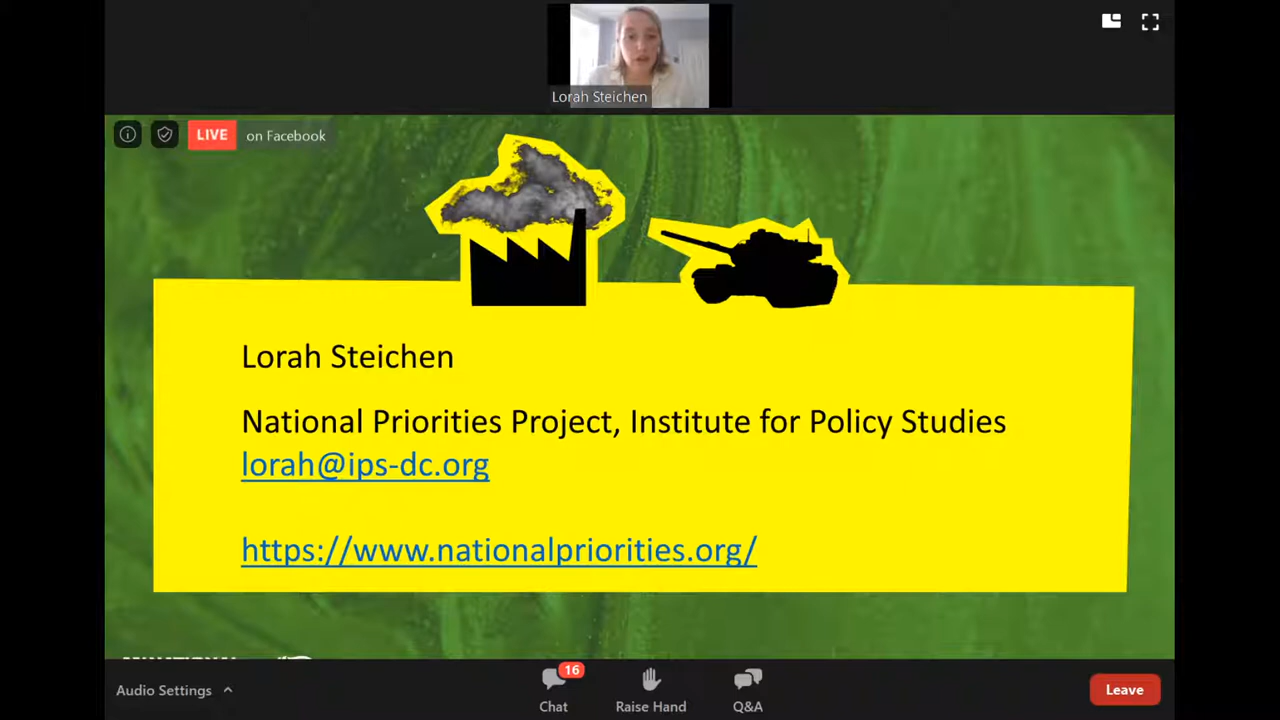 Lorah Steichen
LIVE on Facebook
Lorah Steichen
National Priorities Project, Institute for Policy Studies
lorah@ips-dc.org
https://www.nationalpriorities.org/
Audio Settings
16
Chat
Raise Hand
Q&A
Leave